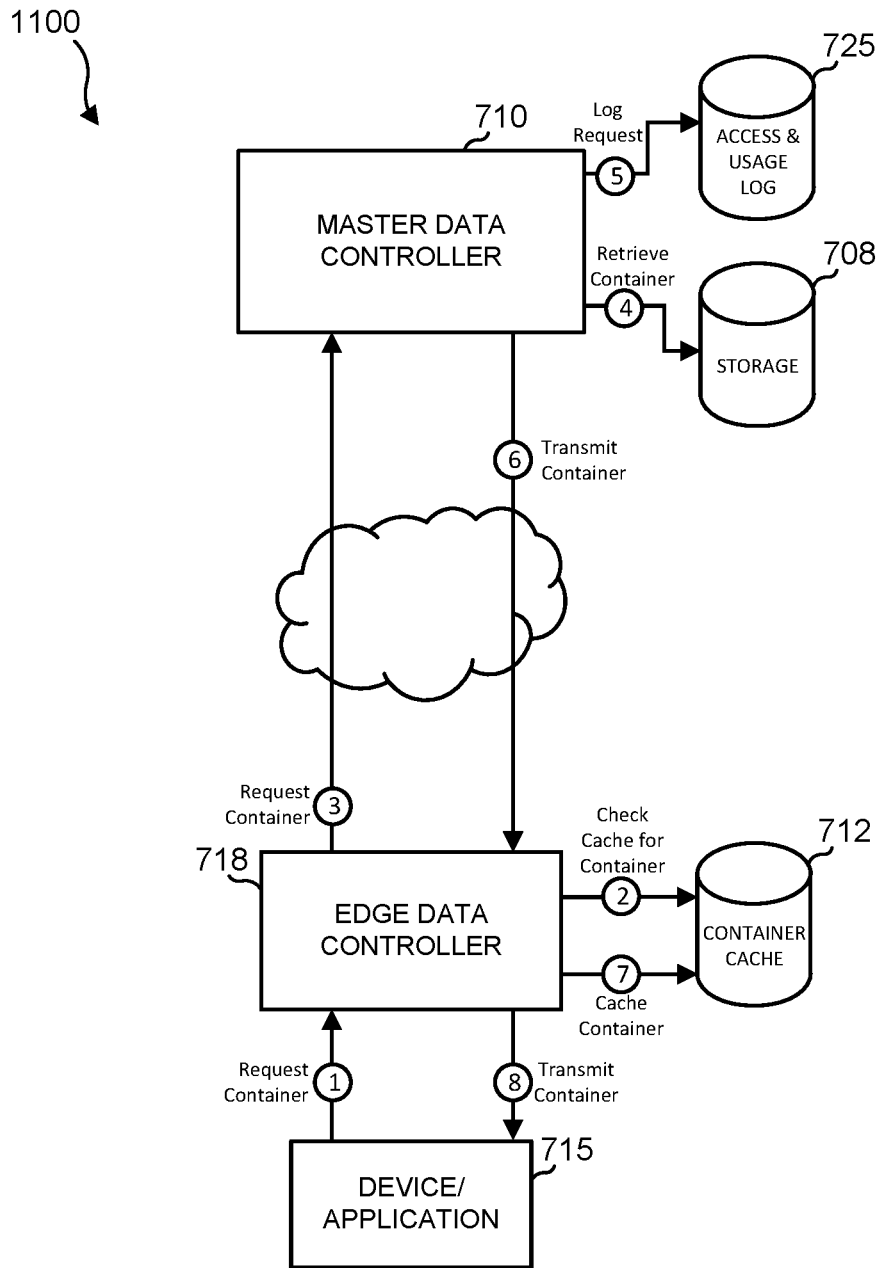 1100
725
710
Log
Request
5
ACCESS &
USAGE
LOG
MASTER DATA
CONTROLLER
708
Retrieve
Container
4
STORAGE
6
Transmit
Container
Request
Container
3
Check
Cache for
Container
712
718
2
EDGE DATA
CONTROLLER
CONTAINER
CACHE
7
Cache
Container
Request
Container
1
8
Transmit
Container
715
DEVICE/
APPLICATION